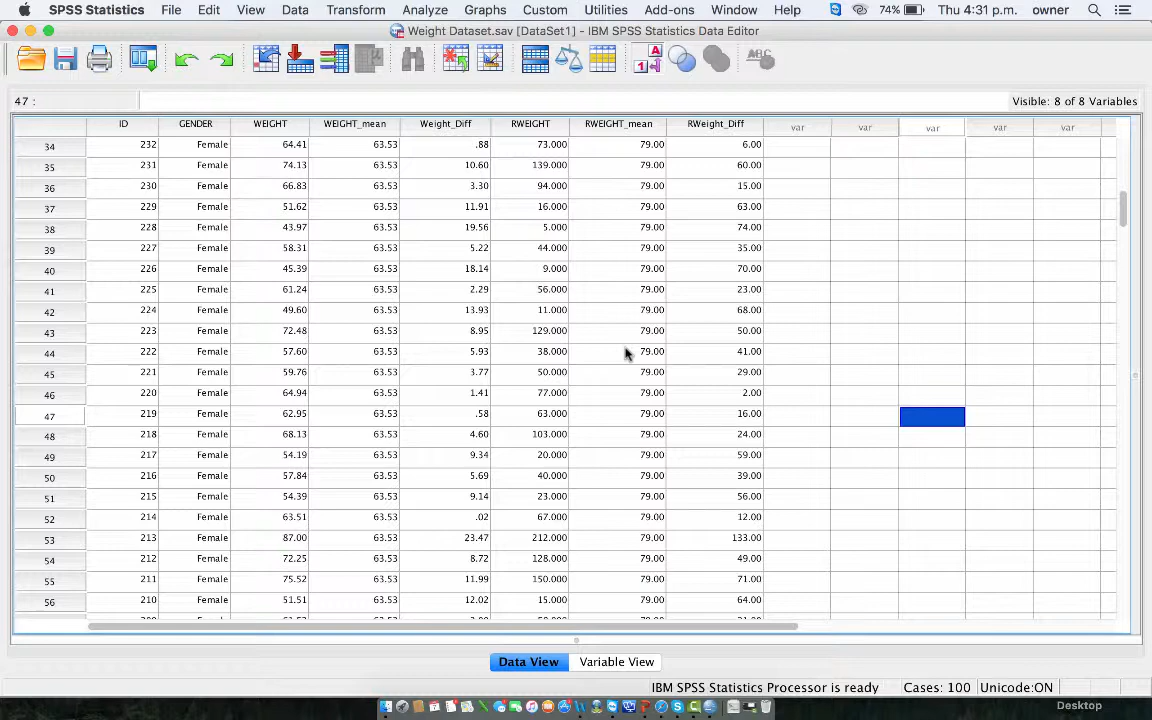 SPSS Statistics File Edit View Data Transform Analyze Graphs Custom Utilities Add-ons Window Help 74% Thu 4:31 p.m. owner
Weight Dataset.sav [DataSet1] - IBM SPSS Statistics Data Editor
47 : Visible: 8 of 8 Variables
ID GENDER WEIGHT WEIGHT_mean Weight_Diff RWEIGHT RWEIGHT_mean RWeight_Diff var var var var var
34 232 Female 64.41 63.53 .88 73.000 79.00 6.00
35 231 Female 74.13 63.53 10.60 139.000 79.00 60.00
36 230 Female 66.83 63.53 3.30 94.000 79.00 15.00
37 229 Female 51.62 63.53 11.91 16.000 79.00 63.00
38 228 Female 43.97 63.53 19.56 5.000 79.00 74.00
39 227 Female 58.31 63.53 5.22 44.000 79.00 35.00
40 226 Female 45.39 63.53 18.14 9.000 79.00 70.00
41 225 Female 61.24 63.53 2.29 56.000 79.00 23.00
42 224 Female 49.60 63.53 13.93 11.000 79.00 68.00
43 223 Female 72.48 63.53 8.95 129.000 79.00 50.00
44 222 Female 57.60 63.53 5.93 38.000 79.00 41.00
45 221 Female 59.76 63.53 3.77 50.000 79.00 29.00
46 220 Female 64.94 63.53 1.41 77.000 79.00 2.00
47 219 Female 62.95 63.53 .58 63.000 79.00 16.00
48 218 Female 68.13 63.53 4.60 103.000 79.00 24.00
49 217 Female 54.19 63.53 9.34 20.000 79.00 59.00
50 216 Female 57.84 63.53 5.69 40.000 79.00 39.00
51 215 Female 54.39 63.53 9.14 23.000 79.00 56.00
52 214 Female 63.51 63.53 .02 67.000 79.00 12.00
53 213 Female 87.00 63.53 23.47 212.000 79.00 133.00
54 212 Female 72.25 63.53 8.72 128.000 79.00 49.00
55 211 Female 75.52 63.53 11.99 150.000 79.00 71.00
56 210 Female 51.51 63.53 12.02 15.000 79.00 64.00
Data View Variable View
IBM SPSS Statistics Processor is ready Cases: 100 Unicode:ON
Desktop